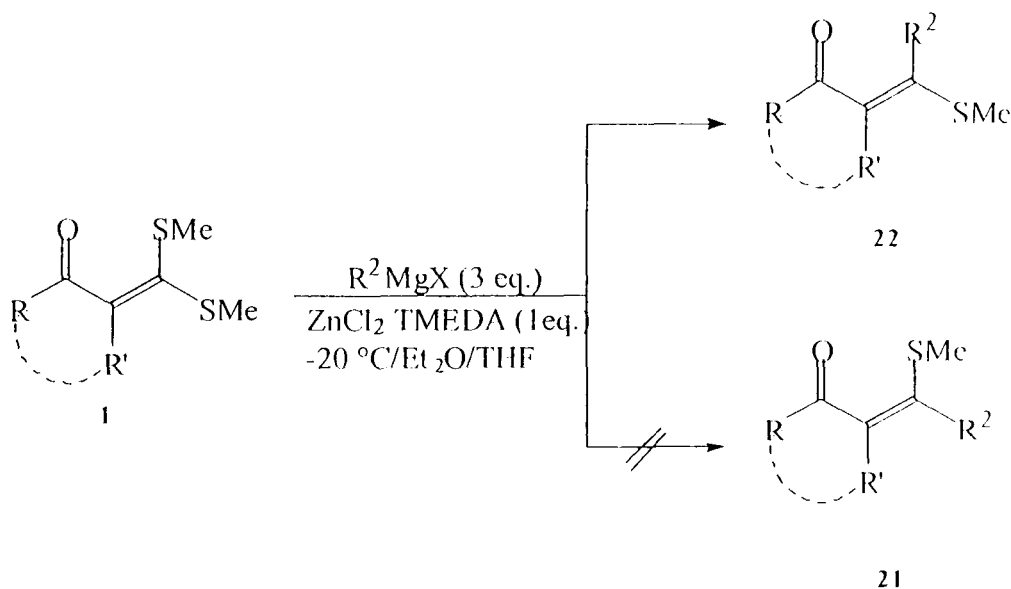 O R²
R SMe
R'
22
O SMe
R SMe
R'
1
R²MgX (3 eq.)
ZnCl₂ TMEDA (1eq.
-20 °C/Et₂O/THF
O SMe
R R²
R'
21